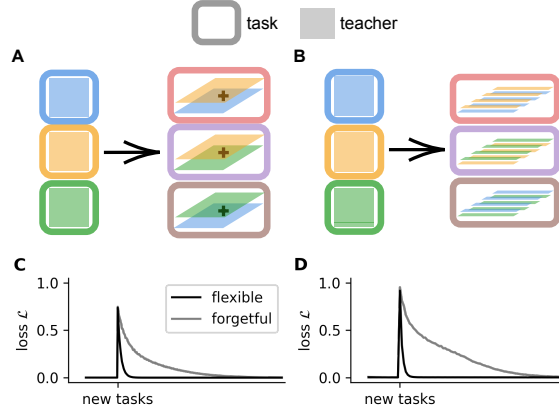 task
teacher
A
B
C
1.0
0.5
0.0
loss ℒ
flexible
forgetful
new tasks
D
1.0
0.5
0.0
loss ℒ
new tasks